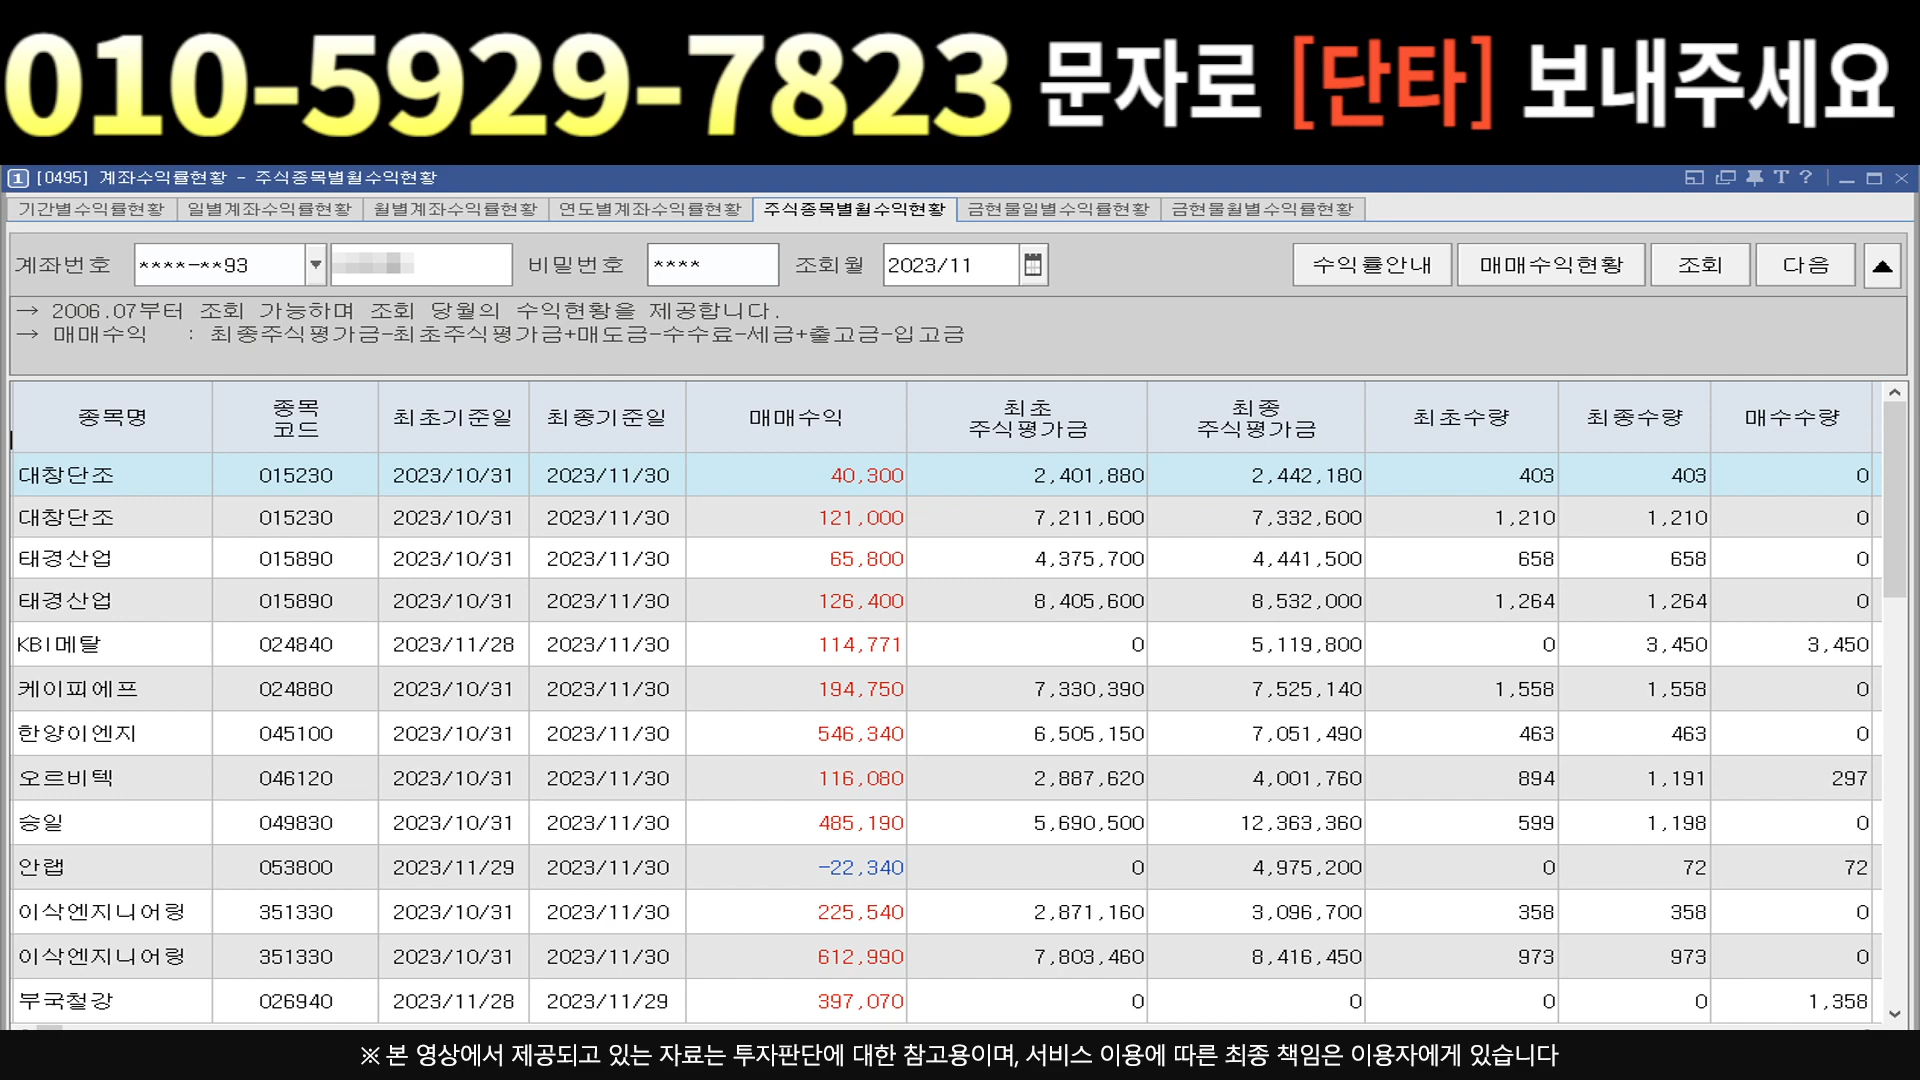 010-5929-7823 문자로 [단타] 보내주세요
1 [0495] 계좌수익률현황 - 주식종목별월수익현황
기간별수익률현황 일별계좌수익률현황 월별계좌수익률현황 연도별계좌수익률현황 주식종목별월수익현황 금현물일별수익률현황 금현물월별수익률현황
계좌번호 ****-**93 비밀번호 **** 조회월 2023/11 수익률안내 매매수익현황 조회 다음
→ 2006.07부터 조회 가능하며 조회 당월의 수익현황을 제공합니다.
→ 매매수익 : 최종주식평가금-최초주식평가금+매도금-수수료-세금+출고금-입고금
종목명 종목코드 최초기준일 최종기준일 매매수익 최초주식평가금 최종주식평가금 최초수량 최종수량 매수수량
대창단조 015230 2023/10/31 2023/11/30 40,300 2,401,880 2,442,180 403 403 0
대창단조 015230 2023/10/31 2023/11/30 121,000 7,211,600 7,332,600 1,210 1,210 0
태경산업 015890 2023/10/31 2023/11/30 65,800 4,375,700 4,441,500 658 658 0
태경산업 015890 2023/10/31 2023/11/30 126,400 8,405,600 8,532,000 1,264 1,264 0
KBI메탈 024840 2023/11/28 2023/11/30 114,771 0 5,119,800 0 3,450 3,450
케이피에프 024880 2023/10/31 2023/11/30 194,750 7,330,390 7,525,140 1,558 1,558 0
한양이엔지 045100 2023/10/31 2023/11/30 546,340 6,505,150 7,051,490 463 463 0
오르비텍 046120 2023/10/31 2023/11/30 116,080 2,887,620 4,001,760 894 1,191 297
승일 049830 2023/10/31 2023/11/30 485,190 5,690,500 12,363,360 599 1,198 0
안랩 053800 2023/11/29 2023/11/30 -22,340 0 4,975,200 0 72 72
이삭엔지니어링 351330 2023/10/31 2023/11/30 225,540 2,871,160 3,096,700 358 358 0
이삭엔지니어링 351330 2023/10/31 2023/11/30 612,990 7,803,460 8,416,450 973 973 0
부국철강 026940 2023/11/28 2023/11/29 397,070 0 0 0 0 1,358
※ 본 영상에서 제공되고 있는 자료는 투자판단에 대한 참고용이며, 서비스 이용에 따른 최종 책임은 이용자에게 있습니다